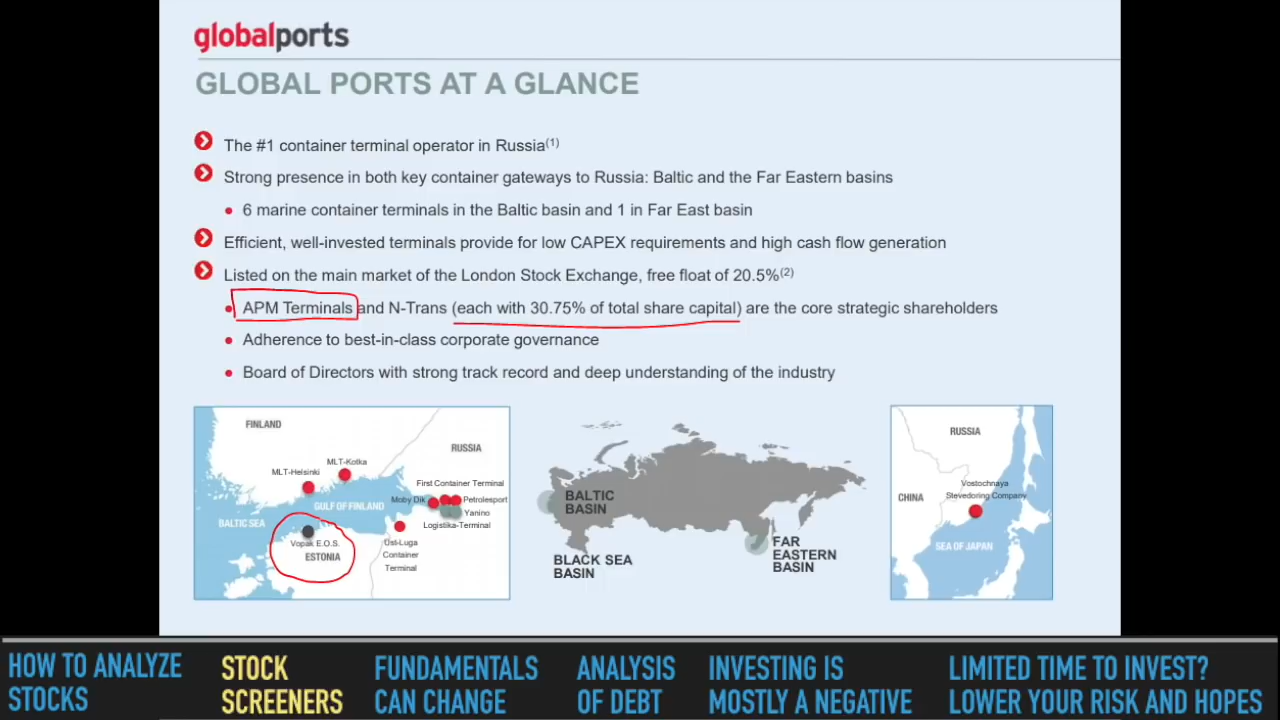 globalports
GLOBAL PORTS AT A GLANCE
The #1 container terminal operator in Russia(1)
Strong presence in both key container gateways to Russia: Baltic and the Far Eastern basins
6 marine container terminals in the Baltic basin and 1 in Far East basin
Efficient, well-invested terminals provide for low CAPEX requirements and high cash flow generation
Listed on the main market of the London Stock Exchange, free float of 20.5%(2)
APM Terminals and N-Trans (each with 30.75% of total share capital) are the core strategic shareholders
Adherence to best-in-class corporate governance
Board of Directors with strong track record and deep understanding of the industry
FINLAND
RUSSIA
MLT-Kotka
MLT-Helsinki
First Container Terminal
Moby Dik
Petrolesport
GULF OF FINLAND
Yanino
BALTIC SEA
Logistika-Terminal
Vopak E.O.S.
ESTONIA
Ust-Luga
Container
Terminal
BALTIC
BASIN
BLACK SEA
BASIN
FAR
EASTERN
BASIN
RUSSIA
CHINA
Vostochnaya
Stevedoring Company
SEA OF JAPAN
HOW TO ANALYZE
STOCKS
STOCK
SCREENERS
FUNDAMENTALS
CAN CHANGE
ANALYSIS
OF DEBT
INVESTING IS
MOSTLY A NEGATIVE
LIMITED TIME TO INVEST?
LOWER YOUR RISK AND HOPES